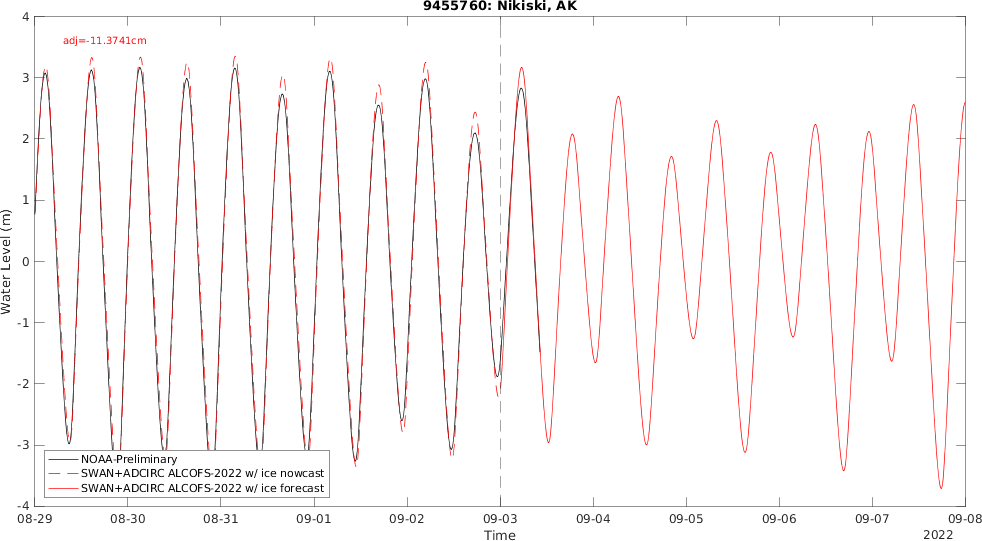 9455760: Nikiski, AK
adj=-11.3741cm
Water Level (m)
4
3
2
1
0
-1
-2
-3
-4
NOAA-Preliminary
SWAN+ADCIRC ALCOFS-2022 w/ ice nowcast
SWAN+ADCIRC ALCOFS-2022 w/ ice forecast
08-29 08-30 08-31 09-01 09-02 09-03 09-04 09-05 09-06 09-07 09-08
Time
2022